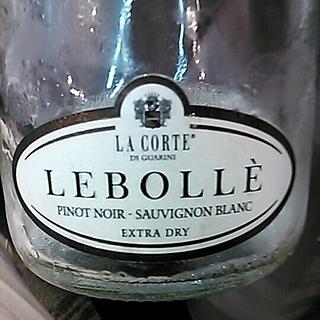 LA CORTE
DI GUARINI
LEBOLLÈ
PINOT NOIR - SAUVIGNON BLANC
EXTRA DRY